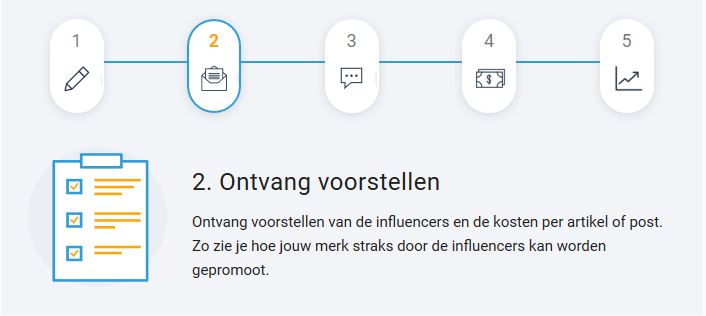 1 2 3 4 5
2. Ontvang voorstellen
Ontvang voorstellen van de influencers en de kosten per artikel of post.
Zo zie je hoe jouw merk straks door de influencers kan worden
gepromoot.